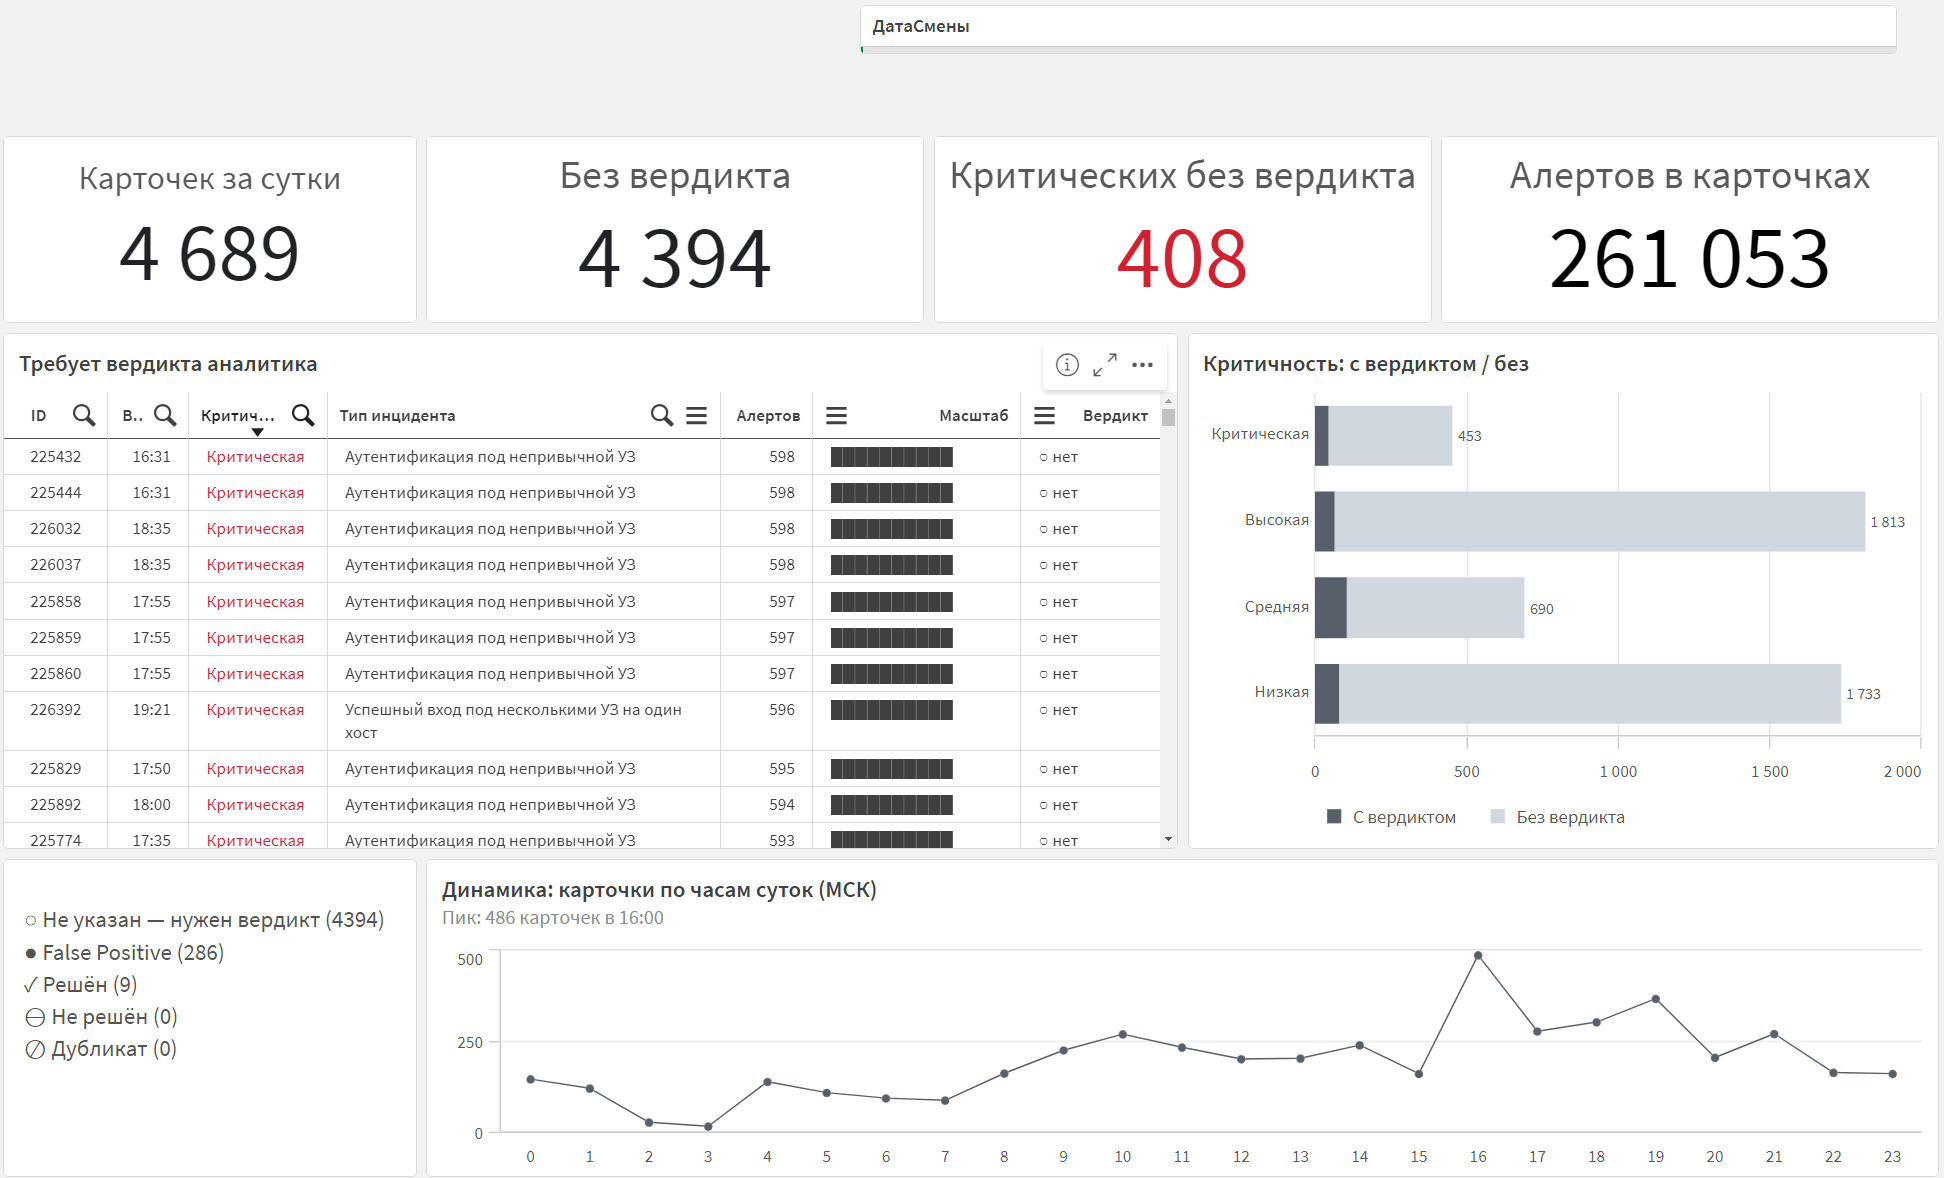 ДатаСмены
Карточек за сутки
4 689
Без вердикта
4 394
Критических без вердикта
408
Алертов в карточках
261 053
Требует вердикта аналитика
ID В.. Критич... Тип инцидента Алертов Масштаб Вердикт
225432 16:31 Критическая Аутентификация под непривычной УЗ 598 ██████████ ○ нет
225444 16:31 Критическая Аутентификация под непривычной УЗ 598 ██████████ ○ нет
226032 18:35 Критическая Аутентификация под непривычной УЗ 598 ██████████ ○ нет
226037 18:35 Критическая Аутентификация под непривычной УЗ 598 ██████████ ○ нет
225858 17:55 Критическая Аутентификация под непривычной УЗ 597 ██████████ ○ нет
225859 17:55 Критическая Аутентификация под непривычной УЗ 597 ██████████ ○ нет
225860 17:55 Критическая Аутентификация под непривычной УЗ 597 ██████████ ○ нет
226392 19:21 Критическая Успешный вход под несколькими УЗ на один 596 ██████████ ○ нет
хост
225829 17:50 Критическая Аутентификация под непривычной УЗ 595 ██████████ ○ нет
225892 18:00 Критическая Аутентификация под непривычной УЗ 594 ██████████ ○ нет
225774 17:35 Критическая Аутентификация под непривычной УЗ 593 ██████████ ○ нет
Критичность: с вердиктом / без
Критическая 453
Высокая 1 813
Средняя 690
Низкая 1 733
0 500 1 000 1 500 2 000
С вердиктом Без вердикта
○ Не указан — нужен вердикт (4394)
● False Positive (286)
✓ Решён (9)
⊖ Не решён (0)
⊘ Дубликат (0)
Динамика: карточки по часам суток (МСК)
Пик: 486 карточек в 16:00
500
250
0
0 1 2 3 4 5 6 7 8 9 10 11 12 13 14 15 16 17 18 19 20 21 22 23